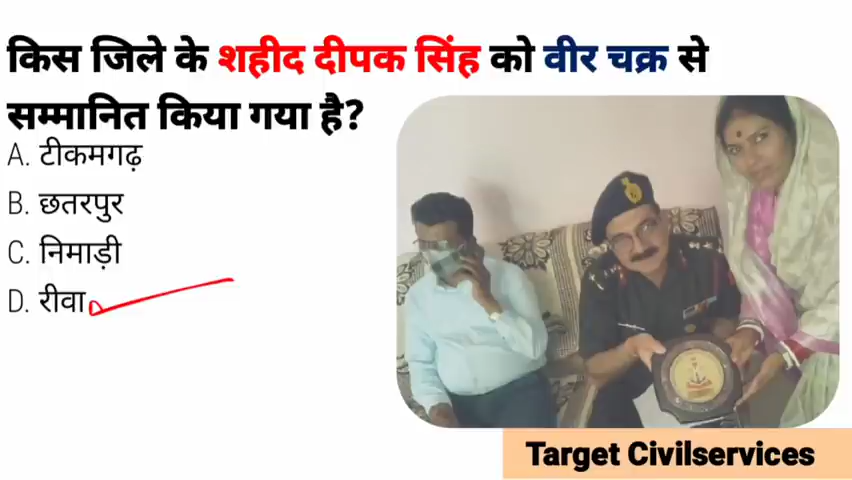 किस जिले के शहीद दीपक सिंह को वीर चक्र से
सम्मानित किया गया है?
A. टीकमगढ़
B. छतरपुर
C. निमाड़ी
D. रीवा
Target Civilservices